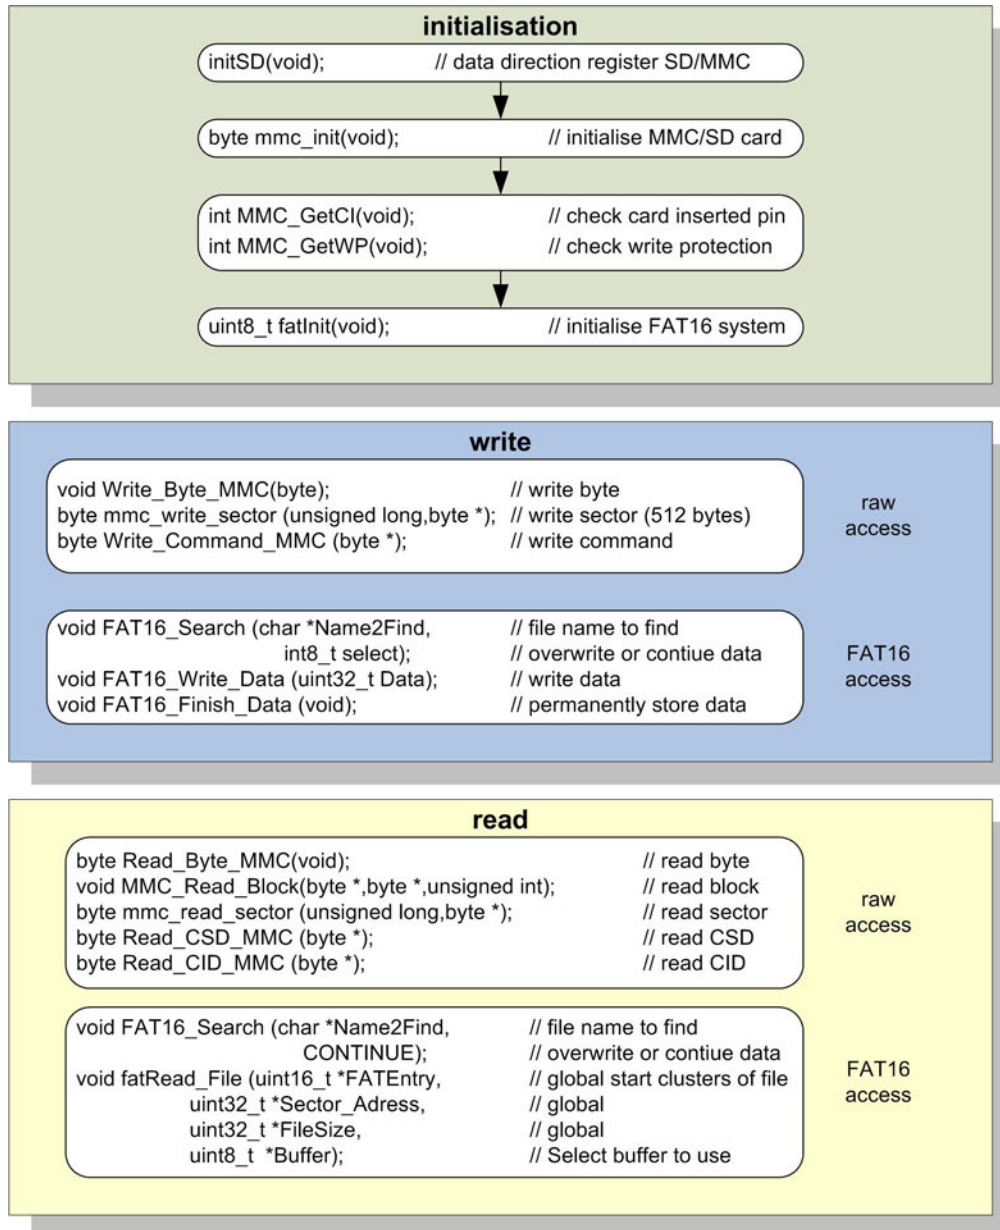 initialisation
initSD(void); // data direction register SD/MMC
byte mmc_init(void); // initialise MMC/SD card
int MMC_GetCI(void); // check card inserted pin
int MMC_GetWP(void); // check write protection
uint8_t fatInit(void); // initialise FAT16 system
write
void Write_Byte_MMC(byte); // write byte
byte mmc_write_sector (unsigned long,byte *); // write sector (512 bytes)
byte Write_Command_MMC (byte *); // write command
raw
access
void FAT16_Search (char *Name2Find, // file name to find
int8_t select); // overwrite or contiue data
void FAT16_Write_Data (uint32_t Data); // write data
void FAT16_Finish_Data (void); // permanently store data
FAT16
access
read
byte Read_Byte_MMC(void); // read byte
void MMC_Read_Block(byte *,byte *,unsigned int); // read block
byte mmc_read_sector (unsigned long,byte *); // read sector
byte Read_CSD_MMC (byte *); // read CSD
byte Read_CID_MMC (byte *); // read CID
raw
access
void FAT16_Search (char *Name2Find, // file name to find
CONTINUE); // overwrite or contiue data
void fatRead_File (uint16_t *FATEntry, // global start clusters of file
uint32_t *Sector_Adress, // global
uint32_t *FileSize, // global
uint8_t *Buffer); // Select buffer to use
FAT16
access